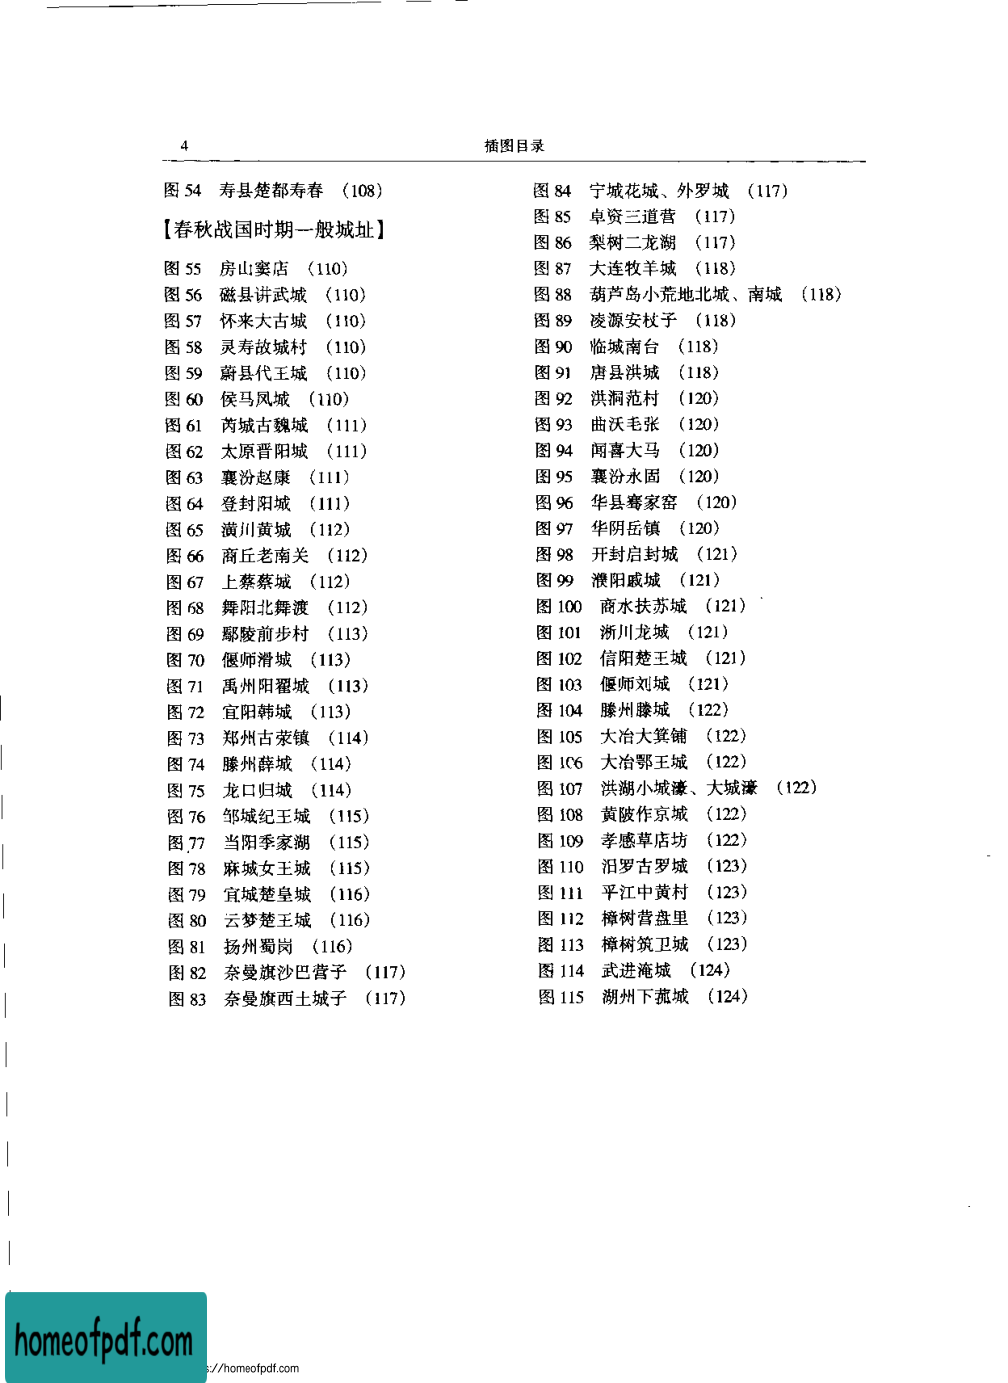 4
插图目录
图 54 寿县楚都寿春 (108)
【春秋战国时期一般城址】
图 55 房山窦店 (110)
图 56 磁县讲武城 (110)
图 57 怀来大古城 (110)
图 58 灵寿故城村 (110)
图 59 蔚县代王城 (110)
图 60 侯马凤城 (110)
图 61 芮城古魏城 (111)
图 62 太原晋阳城 (111)
图 63 襄汾赵康 (111)
图 64 登封阳城 (111)
图 65 潢川黄城 (112)
图 66 商丘老南关 (112)
图 67 上蔡蔡城 (112)
图 68 舞阳北舞渡 (112)
图 69 鄢陵前步村 (113)
图 70 偃师滑城 (113)
图 71 禹州阳翟城 (113)
图 72 宜阳韩城 (113)
图 73 郑州古荥镇 (114)
图 74 滕州薛城 (114)
图 75 龙口归城 (114)
图 76 邹城纪王城 (115)
图 77 当阳季家湖 (115)
图 78 麻城女王城 (115)
图 79 宜城楚皇城 (116)
图 80 云梦楚王城 (116)
图 81 扬州蜀岗 (116)
图 82 奈曼旗沙巴营子 (117)
图 83 奈曼旗西土城子 (117)
图 84 宁城花城、外罗城 (117)
图 85 卓资三道营 (117)
图 86 梨树二龙湖 (117)
图 87 大连牧羊城 (118)
图 88 葫芦岛小荒地北城、南城 (118)
图 89 凌源安杖子 (118)
图 90 临城南台 (118)
图 91 唐县洪城 (118)
图 92 洪洞范村 (120)
图 93 曲沃毛张 (120)
图 94 闻喜大马 (120)
图 95 襄汾永固 (120)
图 96 华县骞家窑 (120)
图 97 华阴岳镇 (120)
图 98 开封启封城 (121)
图 99 濮阳戚城 (121)
图 100 商水扶苏城 (121)
图 101 淅川龙城 (121)
图 102 信阳楚王城 (121)
图 103 偃师刘城 (121)
图 104 滕州滕城 (122)
图 105 大冶大箕铺 (122)
图 106 大冶鄂王城 (122)
图 107 洪湖小城濠、大城濠 (122)
图 108 黄陂作京城 (122)
图 109 孝感草店坊 (122)
图 110 汨罗古罗城 (123)
图 111 平江中黄村 (123)
图 112 樟树营盘里 (123)
图 113 樟树筑卫城 (123)
图 114 武进淹城 (124)
图 115 湖州下菰城 (124)
homeofpdf.com
s://homeofpdf.com